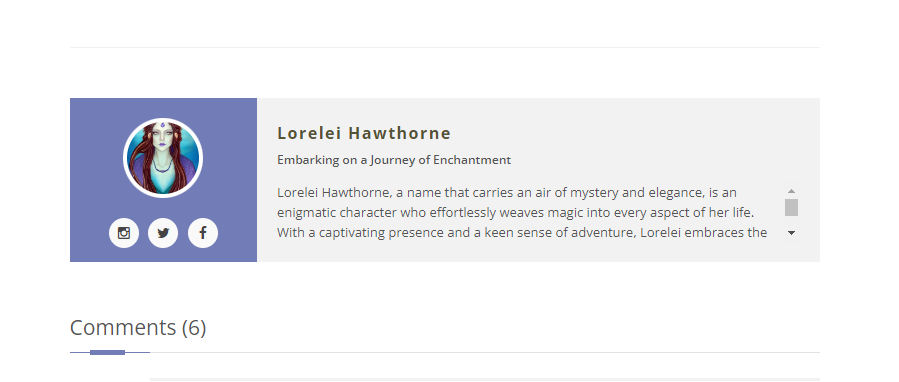 Lorelei Hawthorne
Embarking on a Journey of Enchantment
Lorelei Hawthorne, a name that carries an air of mystery and elegance, is an
enigmatic character who effortlessly weaves magic into every aspect of her life.
With a captivating presence and a keen sense of adventure, Lorelei embraces the
Comments (6)